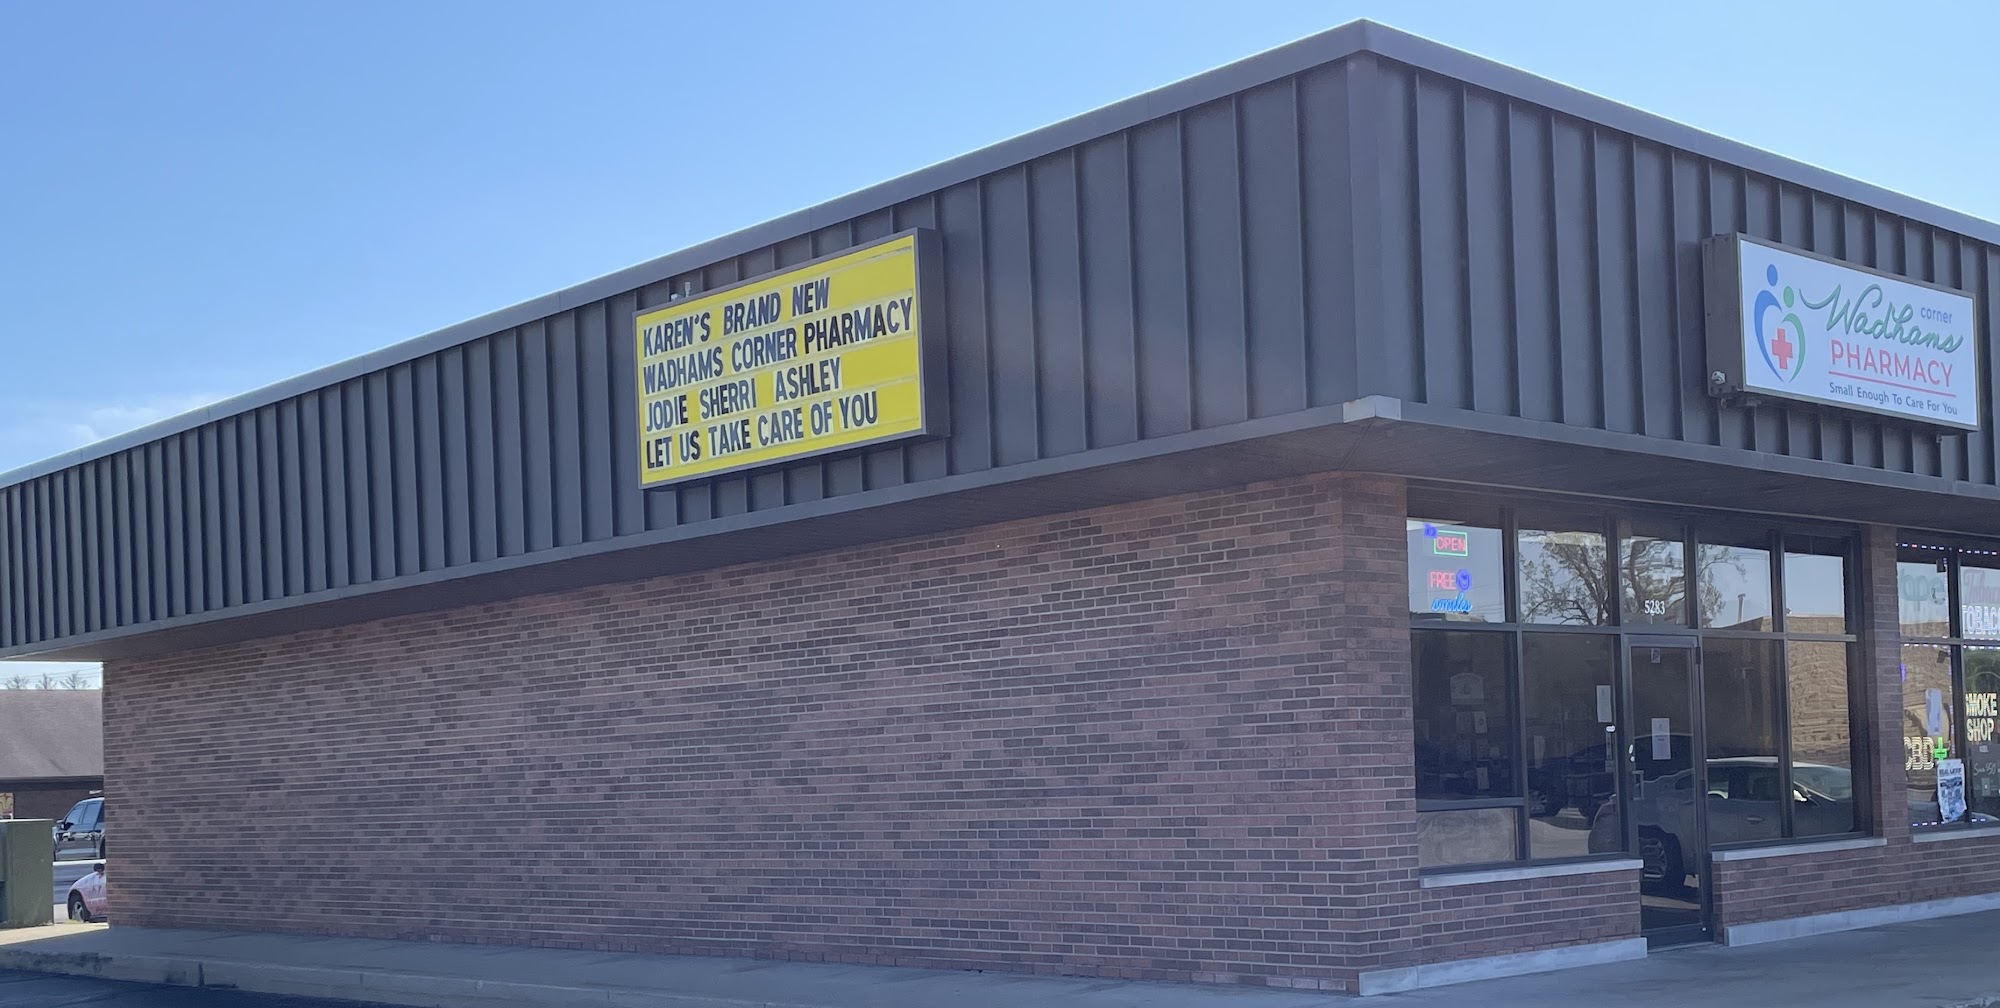 KAREN'S BRAND NEW
WADHAMS CORNER PHARMACY
JODIE SHERRI ASHLEY
LET US TAKE CARE OF YOU
corner
Wadhams
PHARMACY
Small Enough To Care For You
OPEN
FREE
smiles
5283
SMOKE
SHOP
CBD+